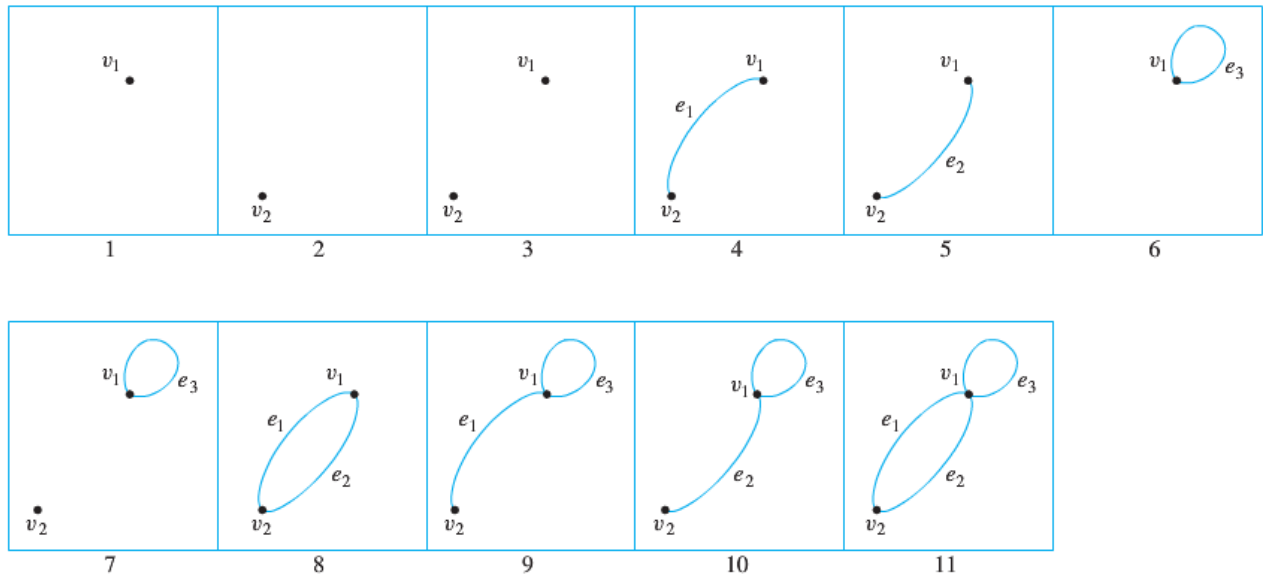 v1 v1 v1 v1 v1 e3
e1 e2
v2 v2 v2 v2
1 2 3 4 5 6
v1 e3 v1 v1 e3 v1 e3 v1 e3
e1 e1 e1
e2 e2 e2
v2 v2 v2 v2 v2
7 8 9 10 11